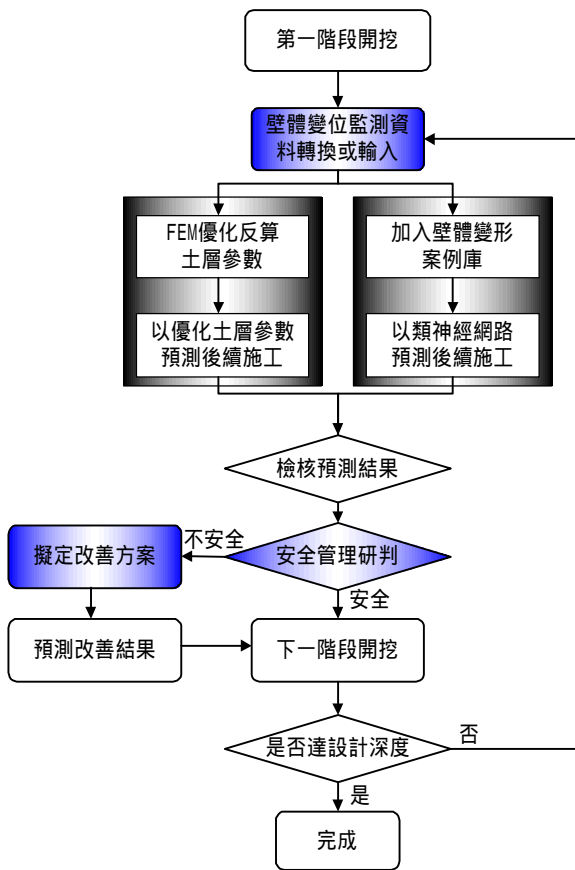 第一階段開挖
壁體變位監測資
料轉換或輸入
FEM優化反算
土層參數
加入壁體變形
案例庫
以優化土層參數
預測後續施工
以類神經網路
預測後續施工
檢核預測結果
不安全
擬定改善方案
安全管理研判
安全
預測改善結果
下一階段開挖
是否達設計深度
否
是
完成